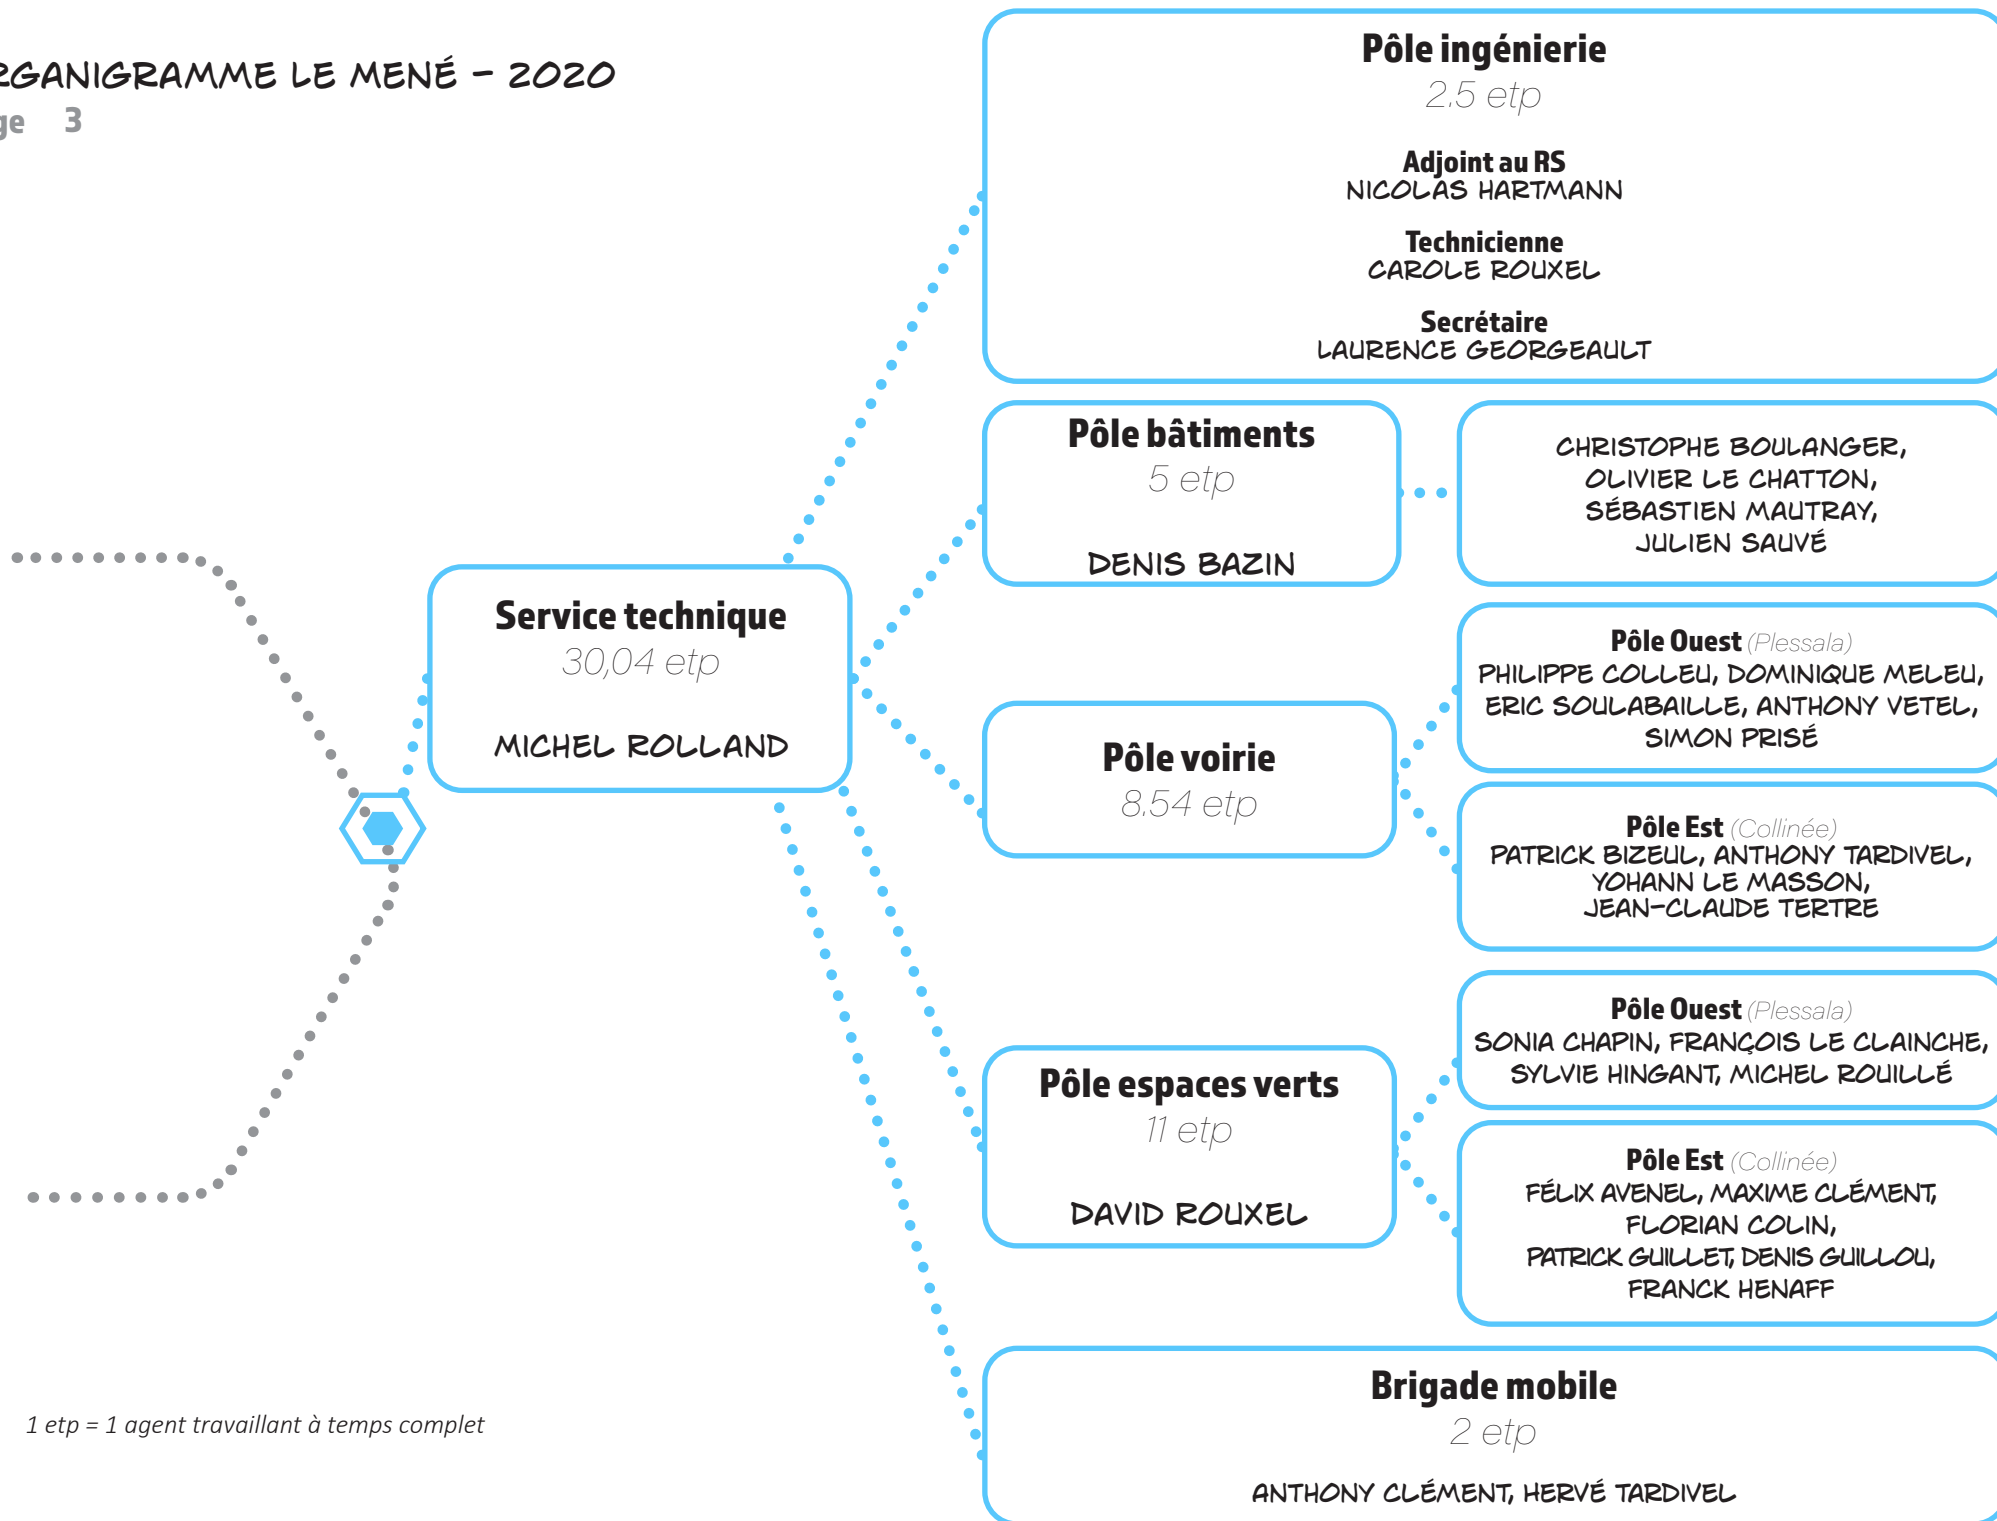 RGANIGRAMME LE MENÉ - 2020
ge 3
Pôle ingénierie
2.5 etp
Adjoint au RS
NICOLAS HARTMANN
Technicienne
CAROLE ROUXEL
Secrétaire
LAURENCE GEORGEAULT
Pôle bâtiments
5 etp
DENIS BAZIN
CHRISTOPHE BOULANGER,
OLIVIER LE CHATTON,
SÉBASTIEN MAUTRAY,
JULIEN SAUVÉ
Service technique
30,04 etp
MICHEL ROLLAND
Pôle voirie
8.54 etp
Pôle Ouest (Plessala)
PHILIPPE COLLEU, DOMINIQUE MELEU,
ERIC SOULABAILLE, ANTHONY VETEL,
SIMON PRISÉ
Pôle Est (Collinée)
PATRICK BIZEUL, ANTHONY TARDIVEL,
YOHANN LE MASSON,
JEAN-CLAUDE TERTRE
Pôle espaces verts
11 etp
DAVID ROUXEL
Pôle Ouest (Plessala)
SONIA CHAPIN, FRANÇOIS LE CLAINCHE,
SYLVIE HINGANT, MICHEL ROUILLÉ
Pôle Est (Collinée)
FÉLIX AVENEL, MAXIME CLÉMENT,
FLORIAN COLIN,
PATRICK GUILLET, DENIS GUILLOU,
FRANCK HENAFF
Brigade mobile
2 etp
ANTHONY CLÉMENT, HERVÉ TARDIVEL
1 etp = 1 agent travaillant à temps complet